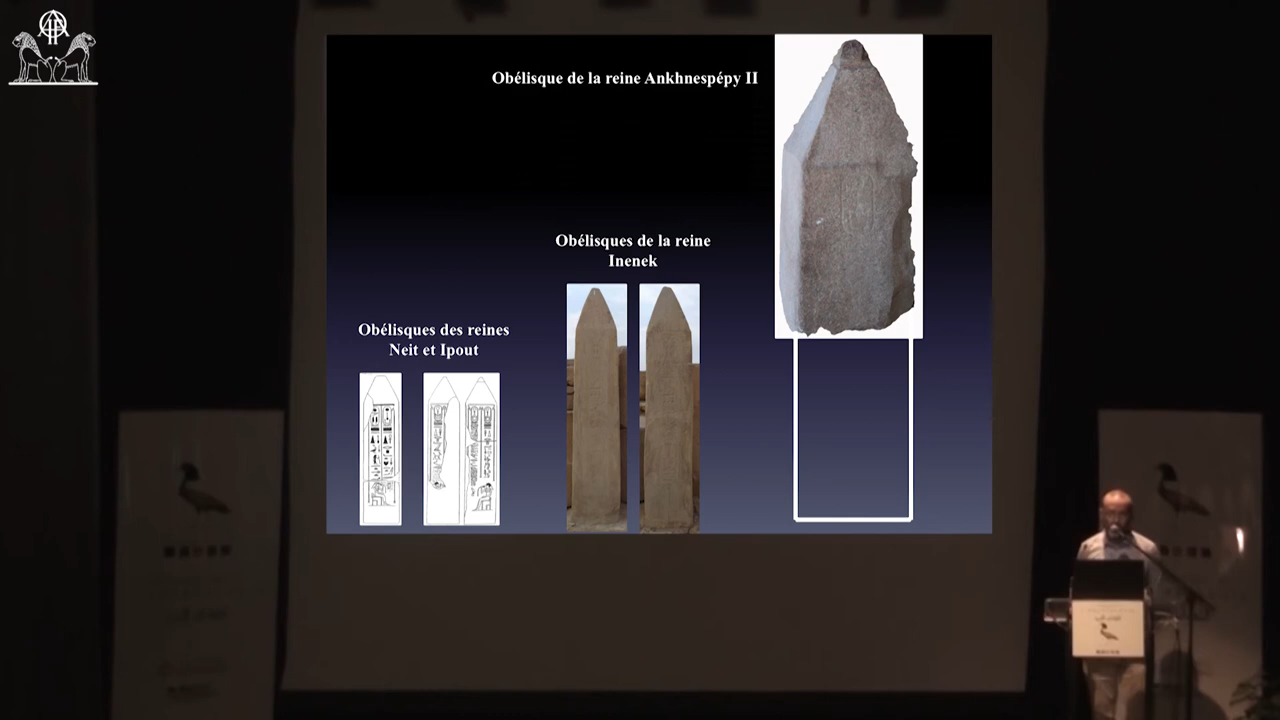 Obélisque de la reine Ankhnespépy II
Obélisques de la reine
Inenek
Obélisques des reines
Neit et Ipout